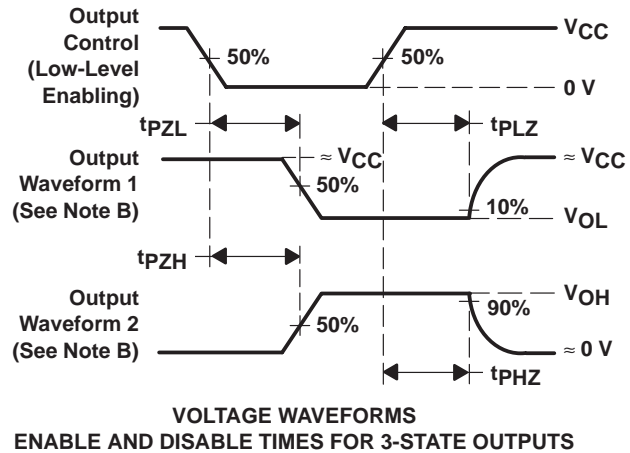 Output
Control
(Low-Level
Enabling)
50%
50%
VCC
0 V
tPZL
tPLZ
Output
Waveform 1
(See Note B)
≈ VCC
50%
≈ VCC
10%
VOL
tPZH
Output
Waveform 2
(See Note B)
50%
VOH
90%
≈ 0 V
tPHZ
VOLTAGE WAVEFORMS
ENABLE AND DISABLE TIMES FOR 3-STATE OUTPUTS